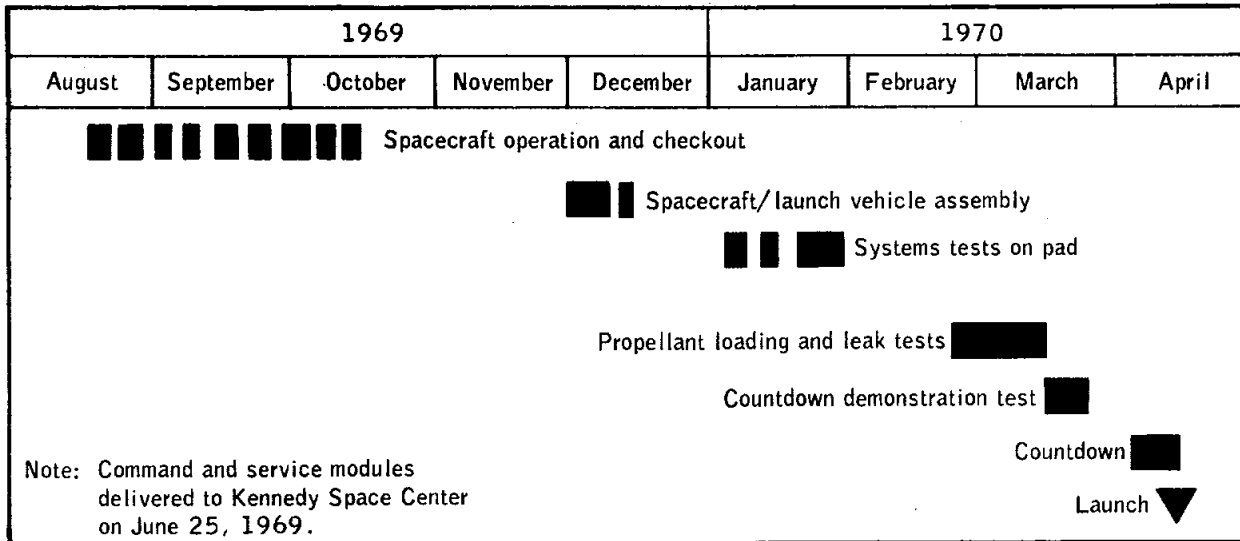 1969 1970
August September October November December January February March April
Spacecraft operation and checkout
Spacecraft/launch vehicle assembly
Systems tests on pad
Propellant loading and leak tests
Countdown demonstration test
Countdown
Launch
Note: Command and service modules
delivered to Kennedy Space Center
on June 25, 1969.